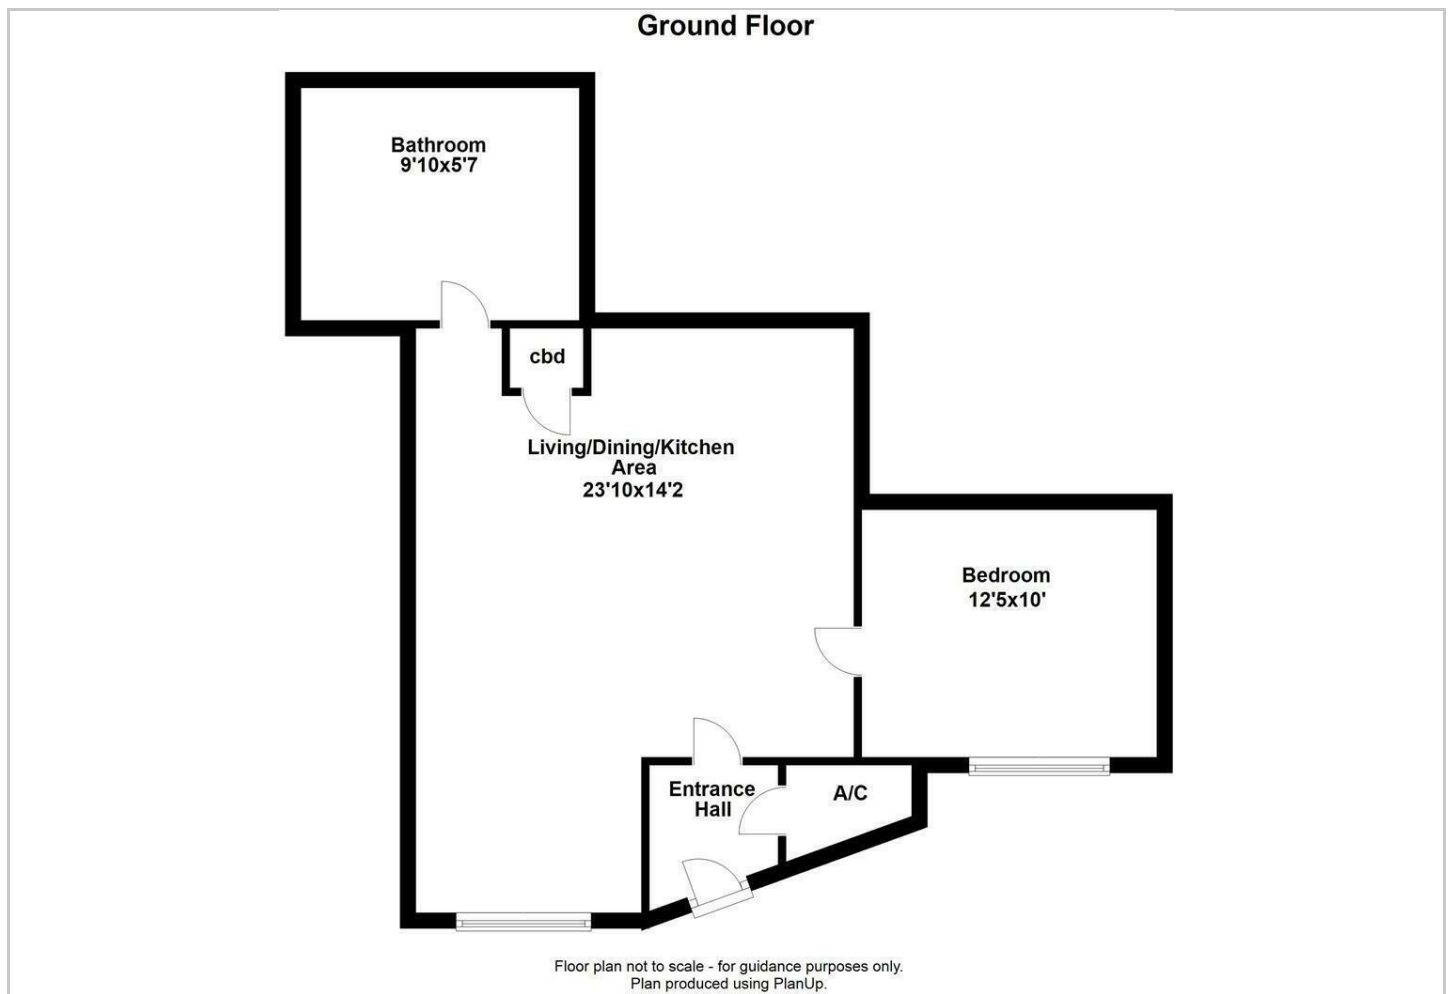 Ground Floor
Bathroom
9'10x5'7
cbd
Living/Dining/Kitchen
Area
23'10x14'2
Bedroom
12'5x10'
Entrance
Hall
A/C
Floor plan not to scale - for guidance purposes only.
Plan produced using PlanUp.